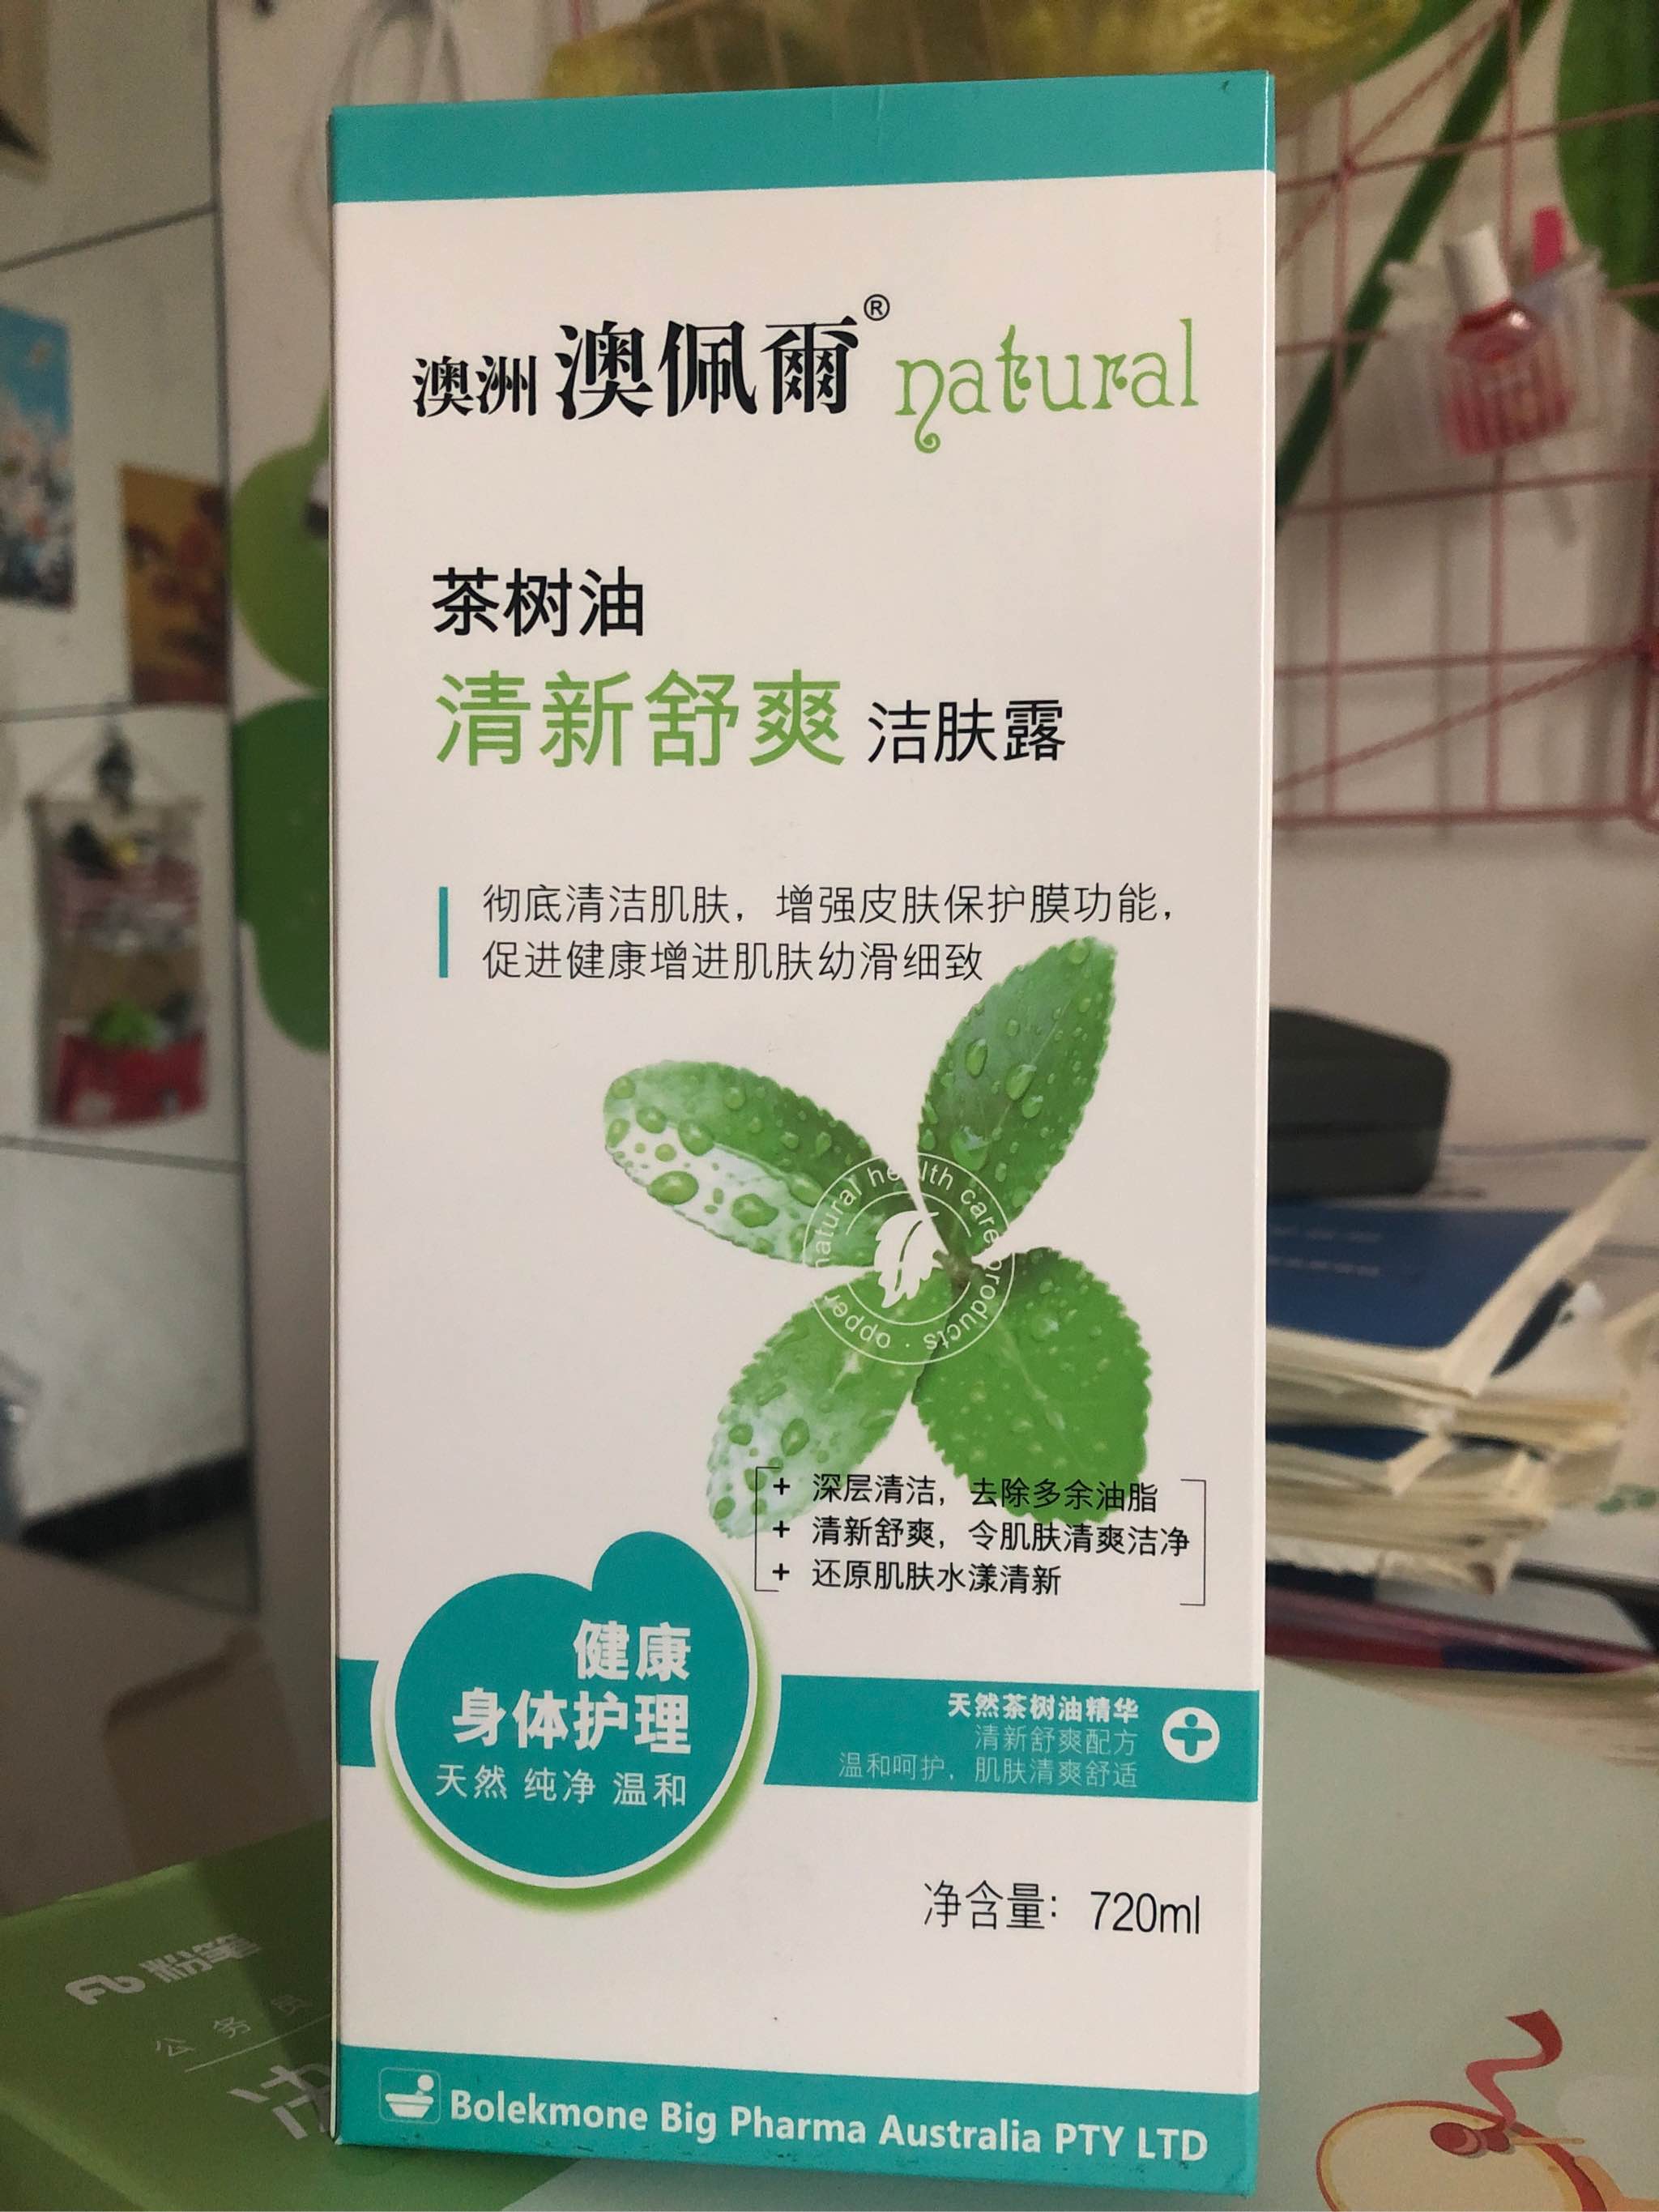 澳洲 澳佩爾® natural
茶树油
清新舒爽 洁肤露
彻底清洁肌肤，增强皮肤保护膜功能，
促进健康增进肌肤幼滑细致
natural health care products · opper
+ 深层清洁，去除多余油脂
+ 清新舒爽，令肌肤清爽洁净
+ 还原肌肤水漾清新
健康
身体护理
天然 纯净 温和
天然茶树油精华
清新舒爽配方
温和呵护，肌肤清爽舒适
净含量：720ml
Bolekmone Big Pharma Australia PTY LTD
粉笔
公务员